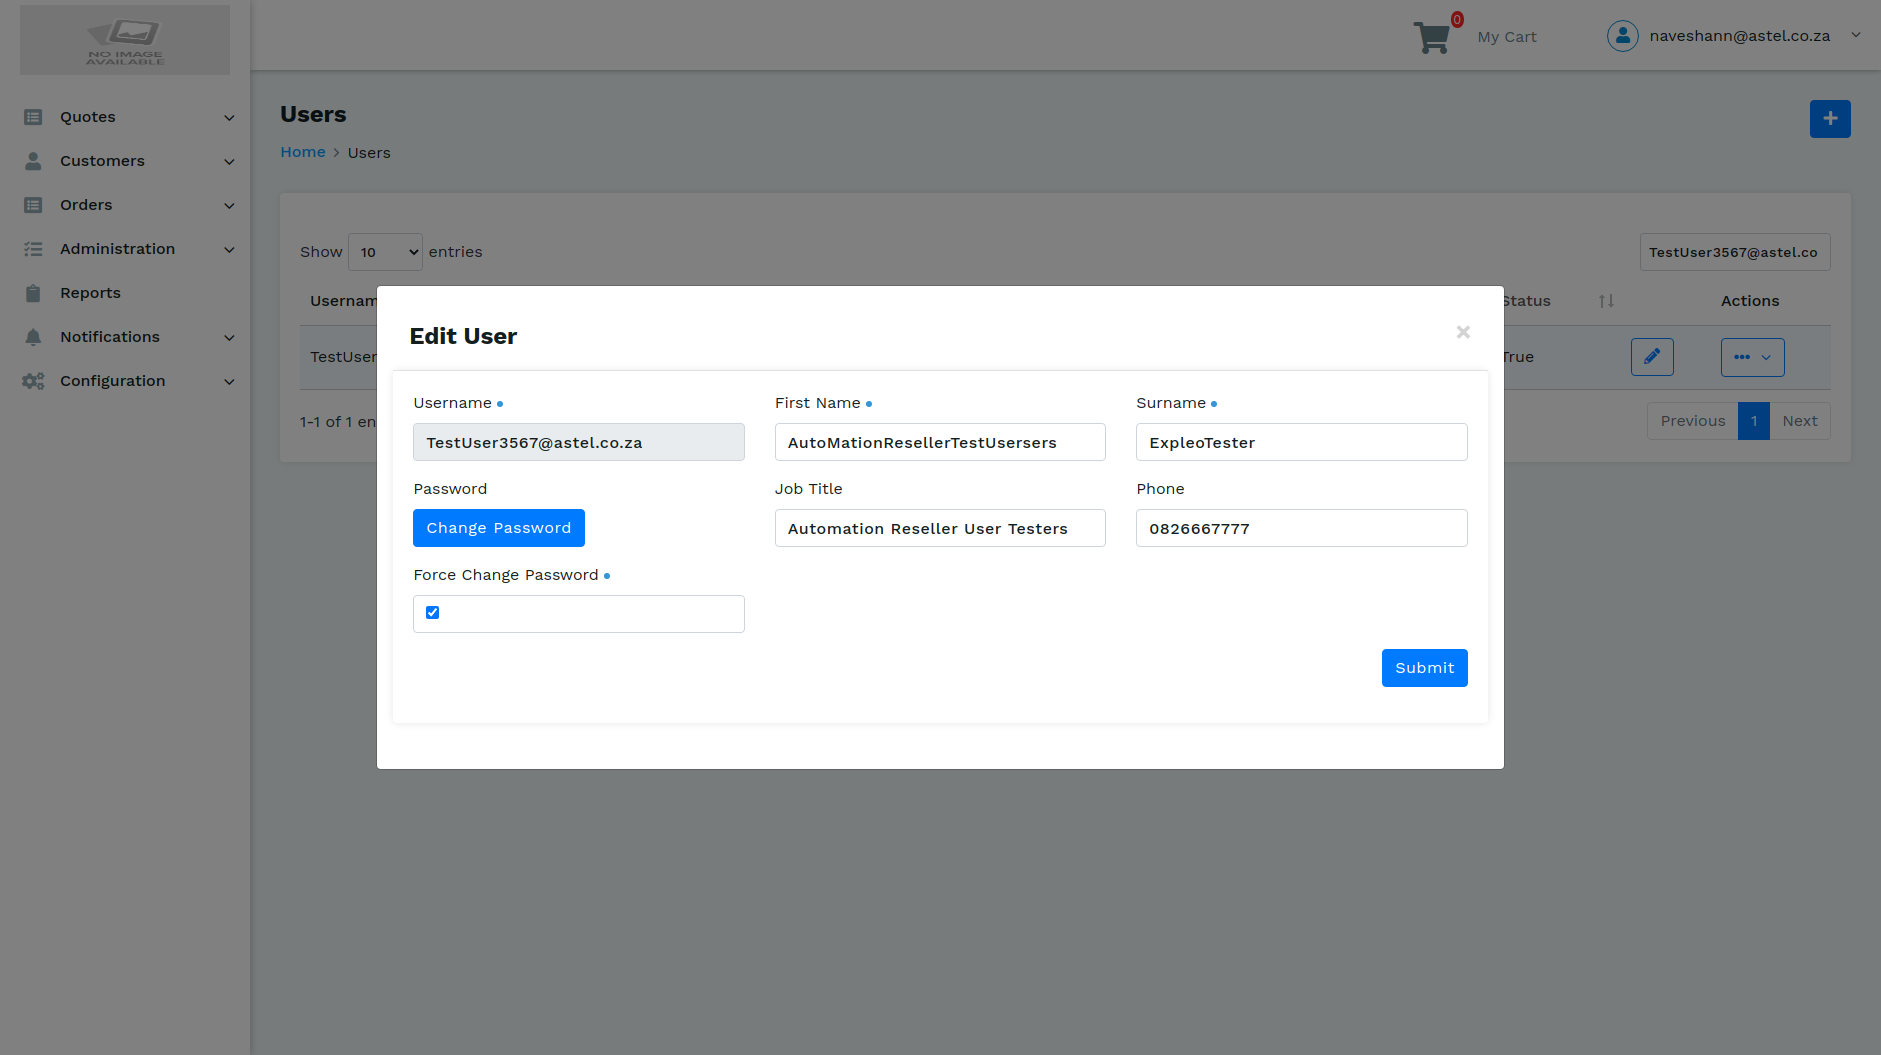 NO IMAGE
AVAILABLE
0
My Cart
naveshann@astel.co.za
Quotes
Customers
Orders
Administration
Reports
Notifications
Configuration
Users
Home > Users
Show 10 entries
TestUser3567@astel.co
Usernam
Status
Actions
TestUser
True
1-1 of 1 en
Previous 1 Next
Edit User
×
Username
First Name
Surname
TestUser3567@astel.co.za
AutoMationResellerTestUsersers
ExpleoTester
Password
Job Title
Phone
Change Password
Automation Reseller User Testers
0826667777
Force Change Password
Submit